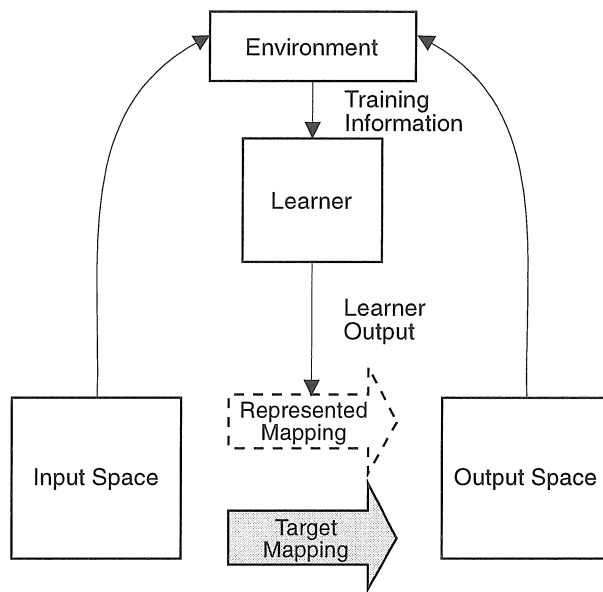 Environment
Training
Information
Learner
Learner
Output
Represented
Mapping
Input Space
Output Space
Target
Mapping